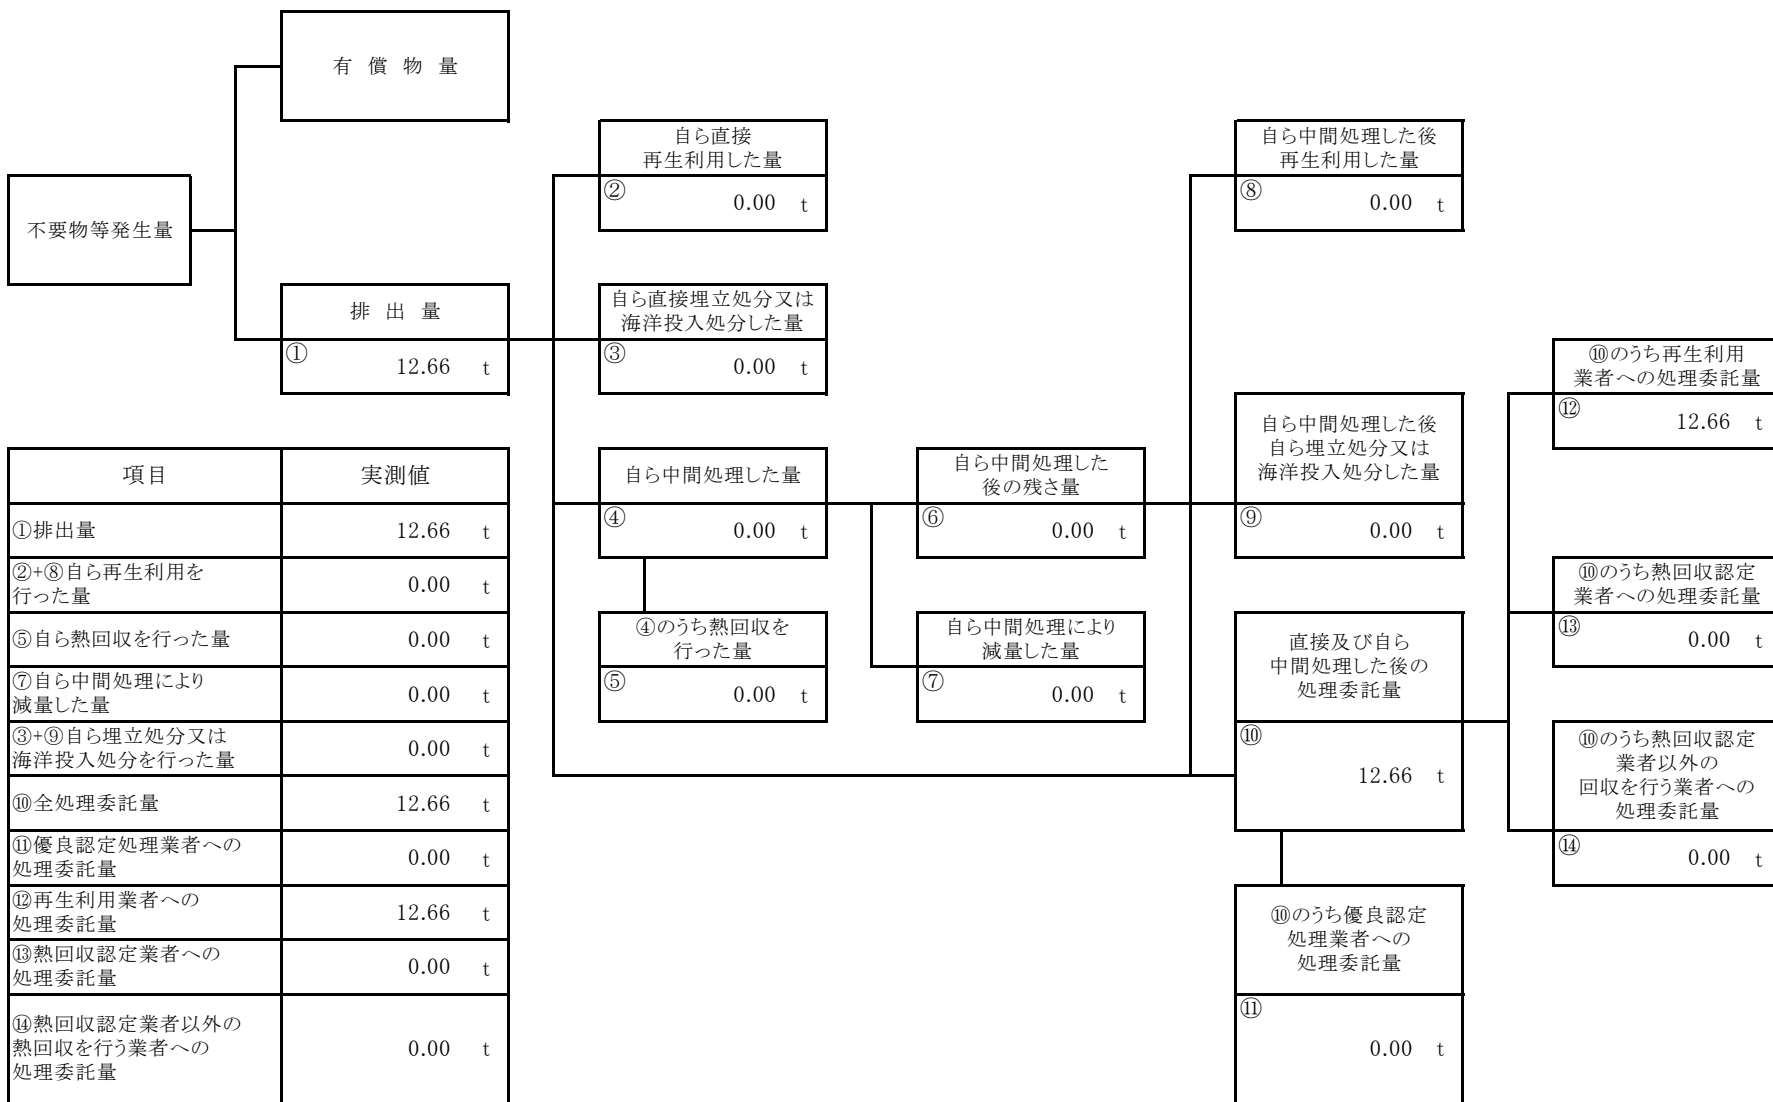 有 償 物 量
不要物等発生量
排 出 量
① 12.66 t
自ら直接
再生利用した量
② 0.00 t
自ら直接埋立処分又は
海洋投入処分した量
③ 0.00 t
自ら中間処理した量
④ 0.00 t
④のうち熱回収を
行った量
⑤ 0.00 t
自ら中間処理した
後の残さ量
⑥ 0.00 t
自ら中間処理により
減量した量
⑦ 0.00 t
自ら中間処理した後
再生利用した量
⑧ 0.00 t
自ら中間処理した後
自ら埋立処分又は
海洋投入処分した量
⑨ 0.00 t
直接及び自ら
中間処理した後の
処理委託量
⑩
12.66 t
⑩のうち優良認定
処理業者への
処理委託量
⑪
0.00 t
⑩のうち再生利用
業者への処理委託量
⑫ 12.66 t
⑩のうち熱回収認定
業者への処理委託量
⑬ 0.00 t
⑩のうち熱回収認定
業者以外の
回収を行う業者への
処理委託量
⑭ 0.00 t
項目 実測値
①排出量 12.66 t
②+⑧自ら再生利用を
行った量 0.00 t
⑤自ら熱回収を行った量 0.00 t
⑦自ら中間処理により
減量した量 0.00 t
③+⑨自ら埋立処分又は
海洋投入処分を行った量 0.00 t
⑩全処理委託量 12.66 t
⑪優良認定処理業者への
処理委託量 0.00 t
⑫再生利用業者への
処理委託量 12.66 t
⑬熱回収認定業者への
処理委託量 0.00 t
⑭熱回収認定業者以外の
熱回収を行う業者への 0.00 t
処理委託量